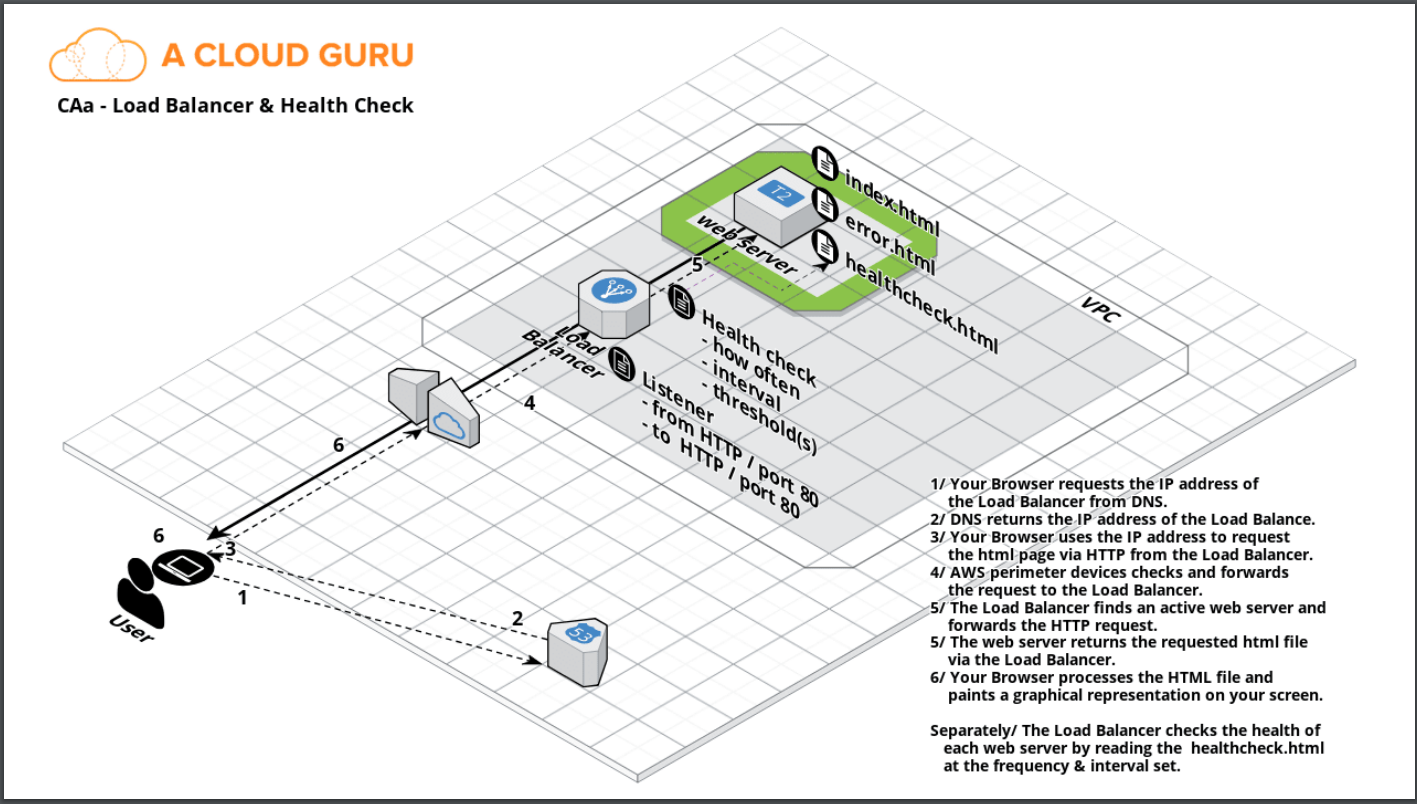 A CLOUD GURU
CAa - Load Balancer & Health Check
T2
index.html
error.html
healthcheck.html
web server
5
VPC
Load
Balancer
Health check
- how often
- interval
- threshold(s)
Listener
- from HTTP / port 80
- to HTTP / port 80
4
6
6
3
1
2
53
User
1/ Your Browser requests the IP address of
the Load Balancer from DNS.
2/ DNS returns the IP address of the Load Balance.
3/ Your Browser uses the IP address to request
the html page via HTTP from the Load Balancer.
4/ AWS perimeter devices checks and forwards
the request to the Load Balancer.
5/ The Load Balancer finds an active web server and
forwards the HTTP request.
5/ The web server returns the requested html file
via the Load Balancer.
6/ Your Browser processes the HTML file and
paints a graphical representation on your screen.
Separately/ The Load Balancer checks the health of
each web server by reading the healthcheck.html
at the frequency & interval set.